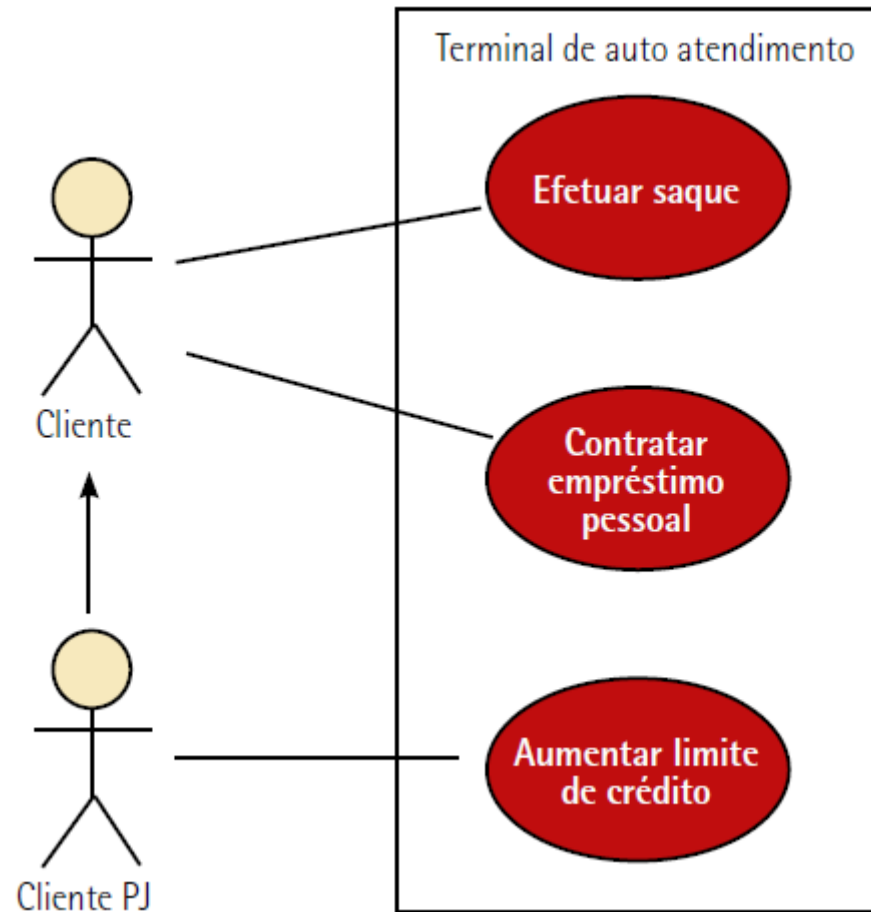 Terminal de auto atendimento
Efetuar saque
Cliente
Contratar
empréstimo
pessoal
Aumentar limite
de crédito
Cliente PJ